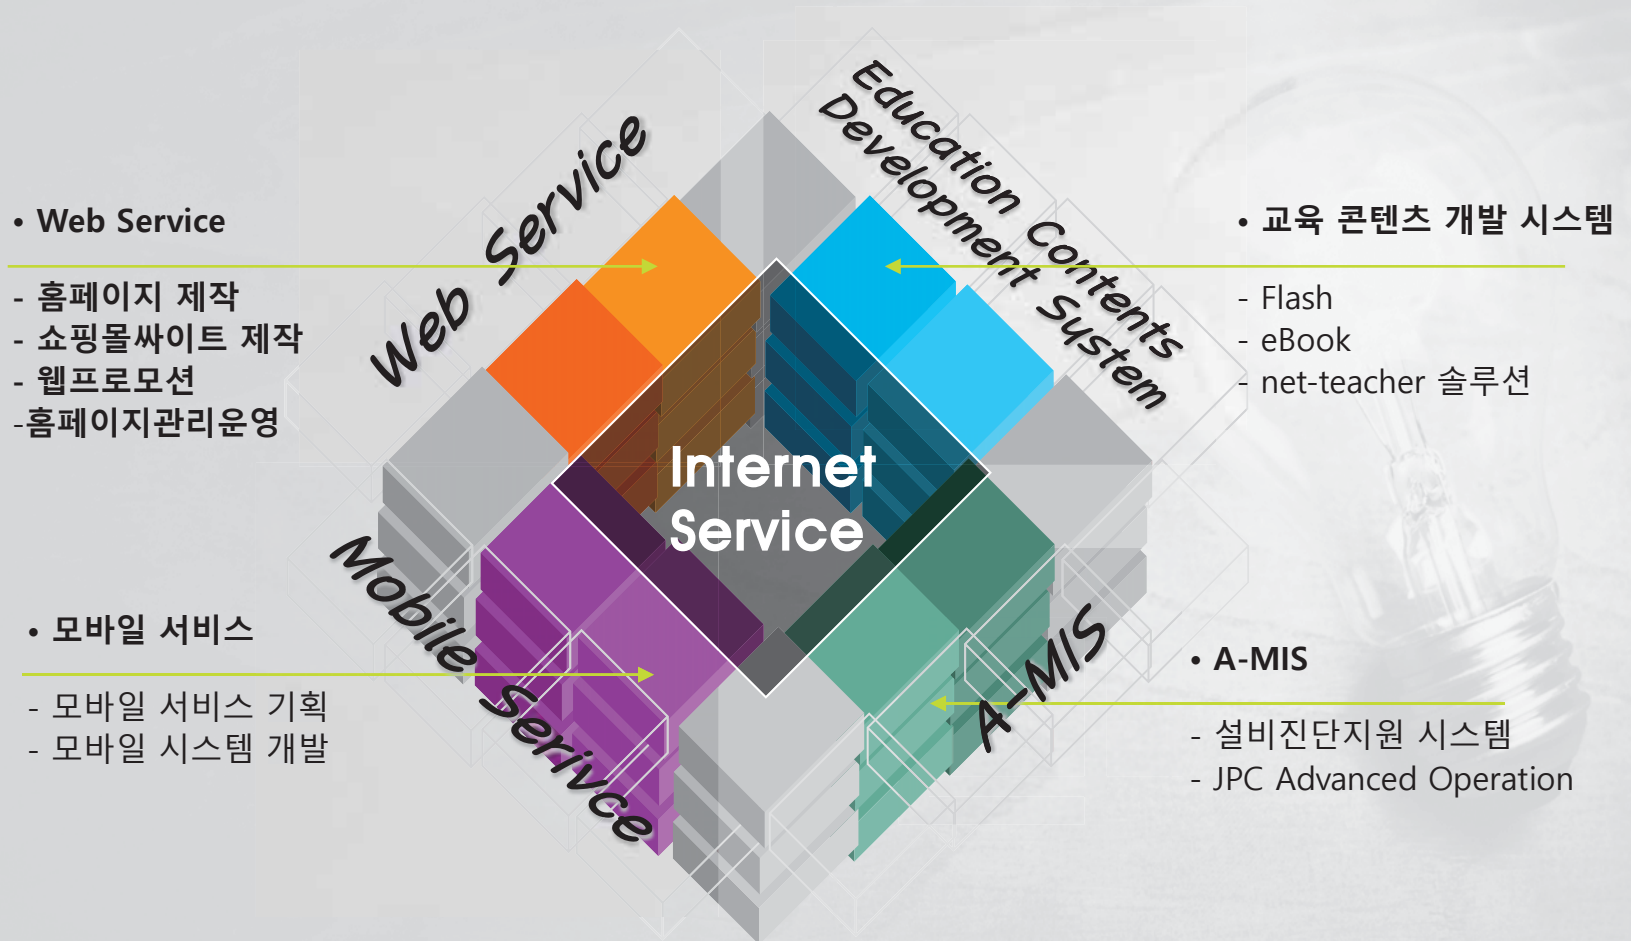 Web Service
Education Contents
Development System
• Web Service
- 홈페이지 제작
- 쇼핑몰싸이트 제작
- 웹프로모션
-홈페이지관리운영
• 교육 콘텐츠 개발 시스템
- Flash
- eBook
- net-teacher 솔루션
Internet
Service
Mobile Serivce
A-MIS
• 모바일 서비스
- 모바일 서비스 기획
- 모바일 시스템 개발
• A-MIS
- 설비진단지원 시스템
- JPC Advanced Operation